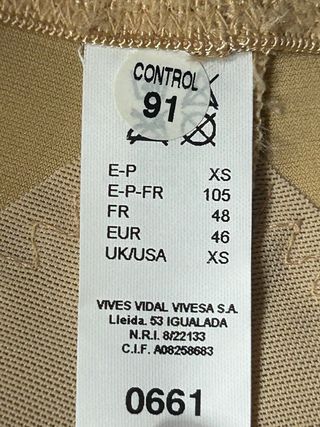 CONTROL
91
E-P XS
E-P-FR 105
FR 48
EUR 46
UK/USA XS
VIVES VIDAL VIVESA S.A.
Lleida. 53 IGUALADA
N.R.I. 8/22133
C.I.F. A08258683
0661